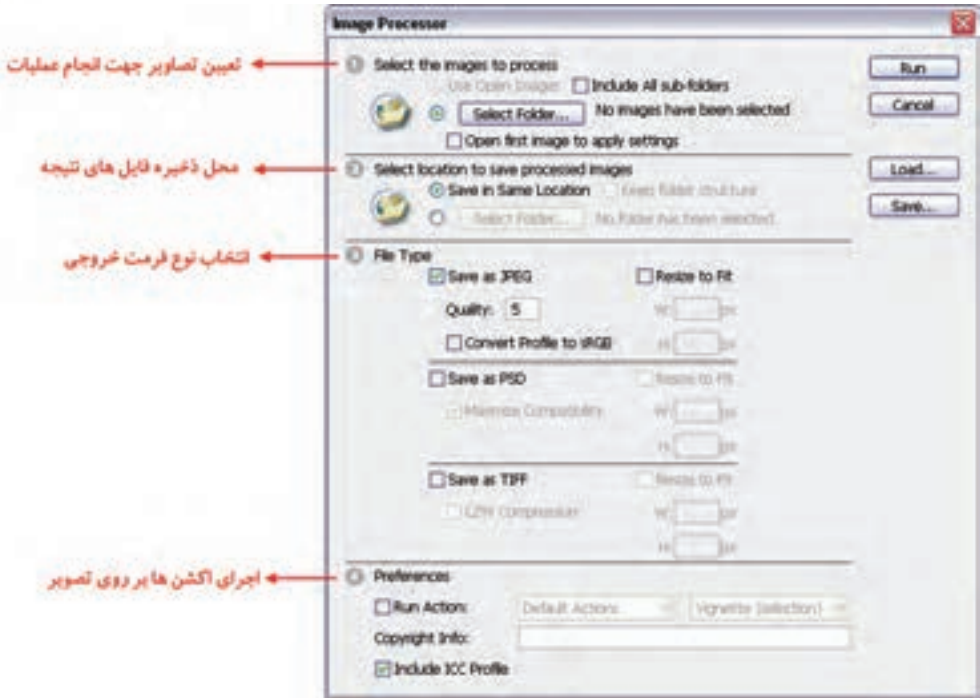 Image Processor
تعیین تصاویر جهت انجام عملیات
Select the images to process
Use Open Images
Include All sub-folders
Select Folder...
No images have been selected
Open first image to apply settings
Run
Cancel
محل ذخیره فایل های نتیجه
Select location to save processed images
Save in Same Location
Keep folder structure
Select Folder...
No folder has been selected
Load...
Save...
انتخاب نوع فرمت خروجی
File Type
Save as JPEG
Resize to Fit
Quality: 5
W: px
Convert Profile to sRGB
H: px
Save as PSD
Resize to Fit
Maximize Compatibility
W: px
H: px
Save as TIFF
Resize to Fit
LZW Compression
W: px
H: px
اجرای اکشن ها بر روی تصویر
Preferences
Run Action:
Default Actions
Vignette (selection)
Copyright Info:
Include ICC Profile